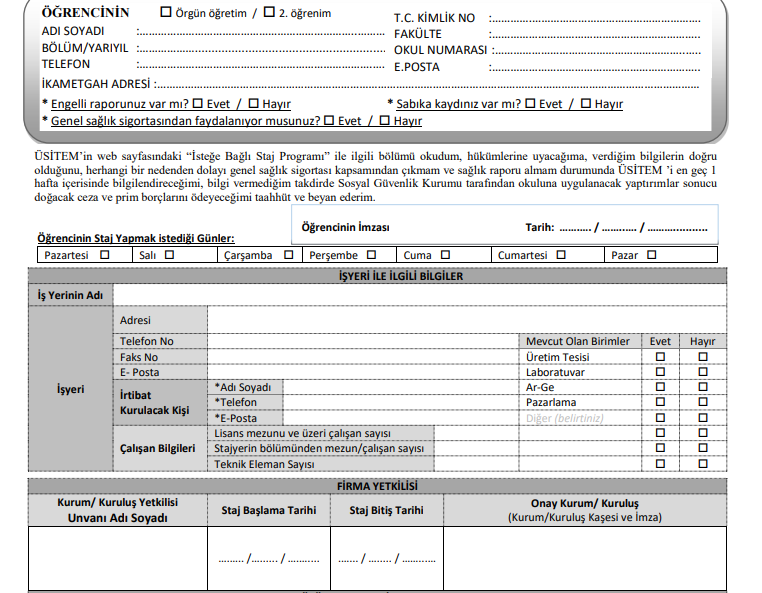 ÖĞRENCİNİN ☐ Örgün öğretim / ☐ 2. öğrenim
T.C. KİMLİK NO :
ADI SOYADI :
FAKÜLTE :
BÖLÜM/YARIYIL :
OKUL NUMARASI :
TELEFON :
E.POSTA :
İKAMETGAH ADRESİ :
* Engelli raporunuz var mı? ☐ Evet / ☐ Hayır * Sabıka kaydınız var mı? ☐ Evet / ☐ Hayır
* Genel sağlık sigortasından faydalanıyor musunuz? ☐ Evet / ☐ Hayır
ÜSİTEM'in web sayfasındaki "İsteğe Bağlı Staj Programı" ile ilgili bölümü okudum, hükümlerine uyacağıma, verdiğim bilgilerin doğru
olduğunu, herhangi bir nedenden dolayı genel sağlık sigortası kapsamından çıkmam ve sağlık raporu almam durumunda ÜSİTEM 'i en geç 1
hafta içerisinde bilgilendireceğimi, bilgi vermediğim takdirde Sosyal Güvenlik Kurumu tarafından okuluna uygulanacak yaptırımlar sonucu
doğacak ceza ve prim borçlarını ödeyeceğimi taahhüt ve beyan ederim.
Öğrencinin İmzası Tarih: .......... / .......... / ..................
Öğrencinin Staj Yapmak istediği Günler:
Pazartesi ☐ Salı ☐ Çarşamba ☐ Perşembe ☐ Cuma ☐ Cumartesi ☐ Pazar ☐
İŞYERİ İLE İLGİLİ BİLGİLER
İş Yerinin Adı
İşyeri
Adresi
Telefon No
Faks No
E- Posta
İrtibat
Kurulacak Kişi
*Adı Soyadı
*Telefon
*E-Posta
Çalışan Bilgileri
Lisans mezunu ve üzeri çalışan sayısı
Stajyerin bölümünden mezun/çalışan sayısı
Teknik Eleman Sayısı
Mevcut Olan Birimler Evet Hayır
Üretim Tesisi ☐ ☐
Laboratuvar ☐ ☐
Ar-Ge ☐ ☐
Pazarlama ☐ ☐
Diğer (belirtiniz) ☐ ☐
☐ ☐
☐ ☐
☐ ☐
FİRMA YETKİLİSİ
Kurum/ Kuruluş Yetkilisi
Unvanı Adı Soyadı
Staj Başlama Tarihi
Staj Bitiş Tarihi
Onay Kurum/ Kuruluş
(Kurum/Kuruluş Kaşesi ve İmza)
......... /......... / ........... ....... / ........ / ............